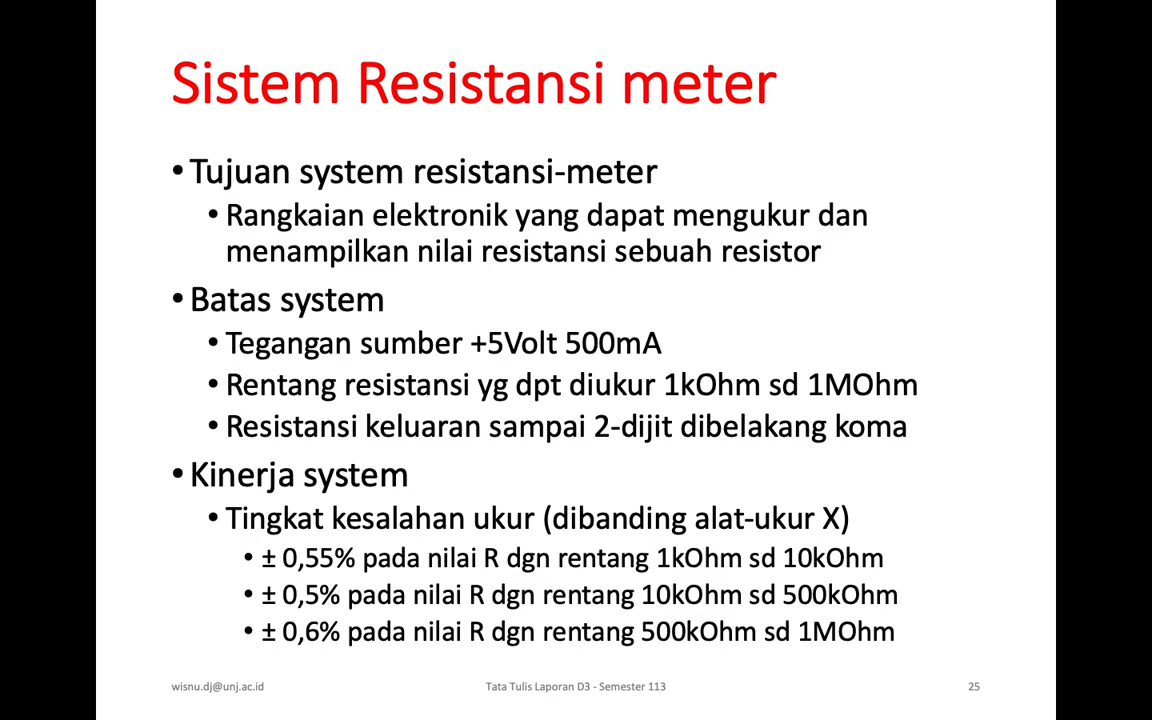 Sistem Resistansi meter
• Tujuan system resistansi-meter
• Rangkaian elektronik yang dapat mengukur dan
menampilkan nilai resistansi sebuah resistor
• Batas system
• Tegangan sumber +5Volt 500mA
• Rentang resistansi yg dpt diukur 1kOhm sd 1MOhm
• Resistansi keluaran sampai 2-dijit dibelakang koma
• Kinerja system
• Tingkat kesalahan ukur (dibanding alat-ukur X)
• ± 0,55% pada nilai R dgn rentang 1kOhm sd 10kOhm
• ± 0,5% pada nilai R dgn rentang 10kOhm sd 500kOhm
• ± 0,6% pada nilai R dgn rentang 500kOhm sd 1MOhm
wisnu.dj@unj.ac.id
Tata Tulis Laporan D3 - Semester 113
25